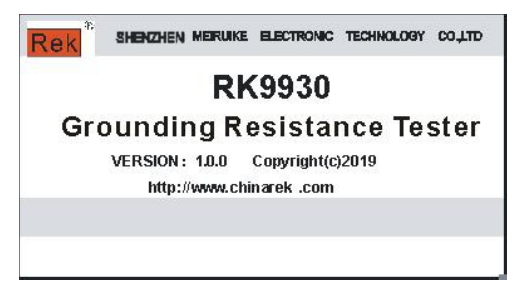 Rek® SHENZHEN MEIRUIKE ELECTRONIC TECHNOLOGY CO.,LTD
RK9930
Grounding Resistance Tester
VERSION: 1.0.0 Copyright(c)2019
http://www.chinarek .com